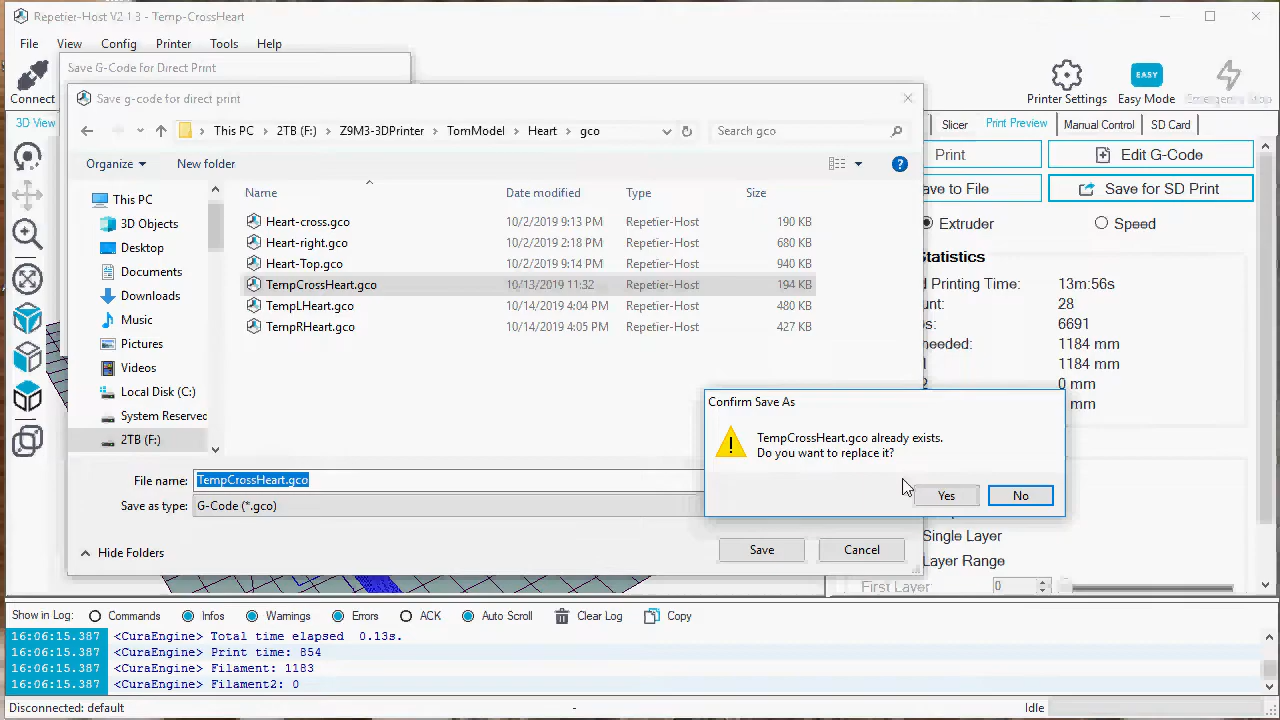 Repetier-Host V2.1.3 - Temp-CrossHeart
File View Config Printer Tools Help
Save G-Code for Direct Print
Connect
Printer Settings Easy Mode Emergency Stop
3D View
Save g-code for direct print
This PC 2TB (F:) Z9M3-3DPrinter TomModel Heart gco
Search gco
Organize New folder
Slicer Print Preview Manual Control SD Card
Print Edit G-Code
ave to File Save for SD Print
Extruder Speed
Name Date modified Type Size
Heart-cross.gco 10/2/2019 9:13 PM Repetier-Host 190 KB
Heart-right.gco 10/2/2019 2:18 PM Repetier-Host 680 KB
Heart-Top.gco 10/2/2019 9:14 PM Repetier-Host 940 KB
TempCrossHeart.gco 10/13/2019 11:32 Repetier-Host 194 KB
TempLHeart.gco 10/14/2019 4:04 PM Repetier-Host 480 KB
TempRHeart.gco 10/14/2019 4:05 PM Repetier-Host 427 KB
This PC
3D Objects
Desktop
Documents
Downloads
Music
Pictures
Videos
Local Disk (C:)
System Reserved
2TB (F:)
Statistics
d Printing Time: 13m:56s
unt: 28
es: 6691
needed: 1184 mm
1 1184 mm
2 0 mm
mm
Confirm Save As
TempCrossHeart.gco already exists.
Do you want to replace it?
Yes No
File name: TempCrossHeart.gco
Save as type: G-Code (*.gco)
Hide Folders
Save Cancel
Single Layer
Layer Range
First Layer 0
Show in Log: Commands Infos Warnings Errors ACK Auto Scroll Clear Log Copy
16:06:15.387 <CuraEngine> Total time elapsed 0.13s.
16:06:15.387 <CuraEngine> Print time: 854
16:06:15.387 <CuraEngine> Filament: 1183
16:06:15.387 <CuraEngine> Filament2: 0
Disconnected: default - Idle